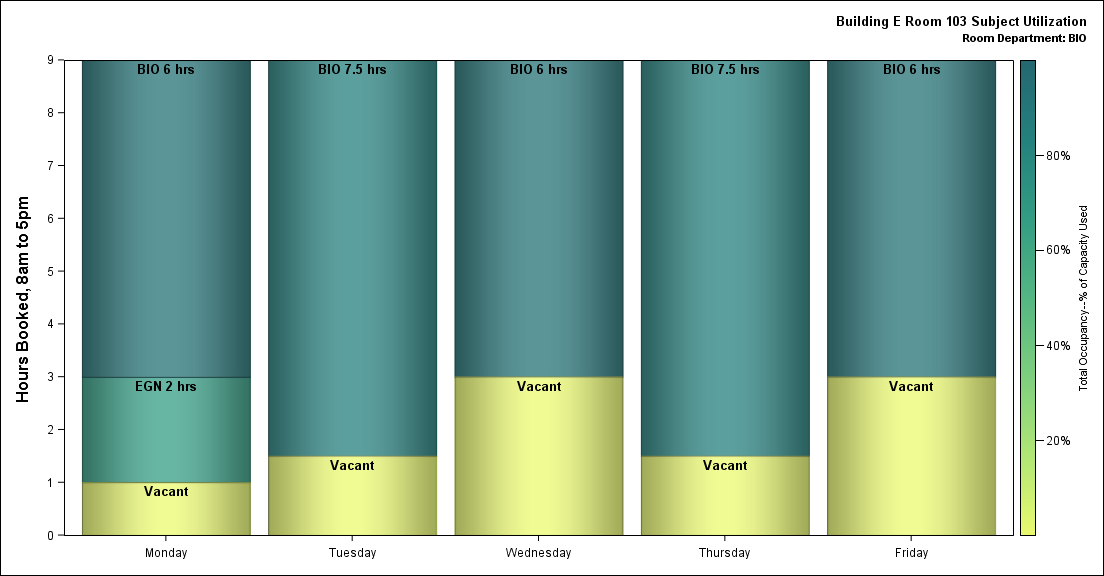 Building E Room 103 Subject Utilization
Room Department: BIO
Hours Booked, 8am to 5pm
9
8
7
6
5
4
3
2
1
0
BIO 6 hrs
EGN 2 hrs
Vacant
BIO 7.5 hrs
Vacant
BIO 6 hrs
Vacant
BIO 7.5 hrs
Vacant
BIO 6 hrs
Vacant
Monday
Tuesday
Wednesday
Thursday
Friday
80%
60%
40%
20%
Total Occupancy--% of Capacity Used